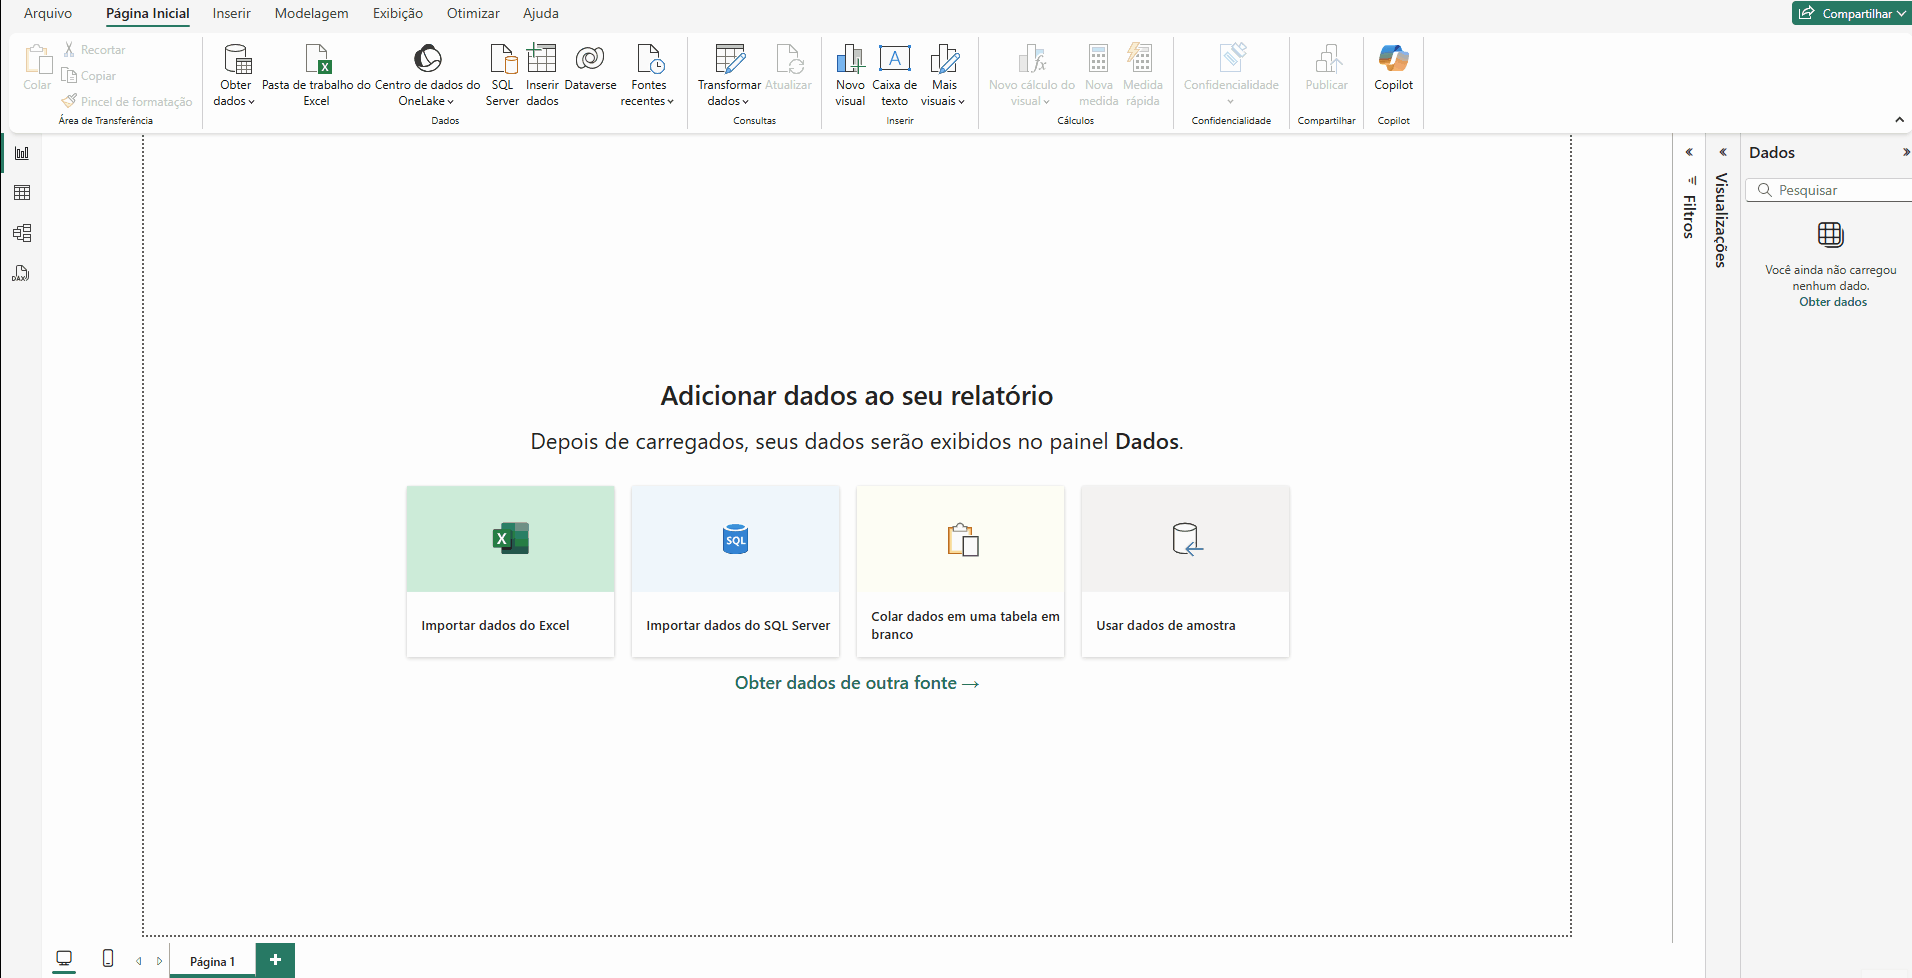 Arquivo Página Inicial Inserir Modelagem Exibição Otimizar Ajuda Compartilhar
Colar
Recortar
Copiar
Pincel de formatação
Área de Transferência
Obter
dados
Pasta de trabalho do
Excel
Centro de dados do
OneLake
SQL
Server
Inserir
dados
Dataverse
Fontes
recentes
Dados
Transformar
dados
Atualizar
Consultas
Novo
visual
A
Caixa de
texto
Mais
visuais
Inserir
Novo cálculo do
visual
Nova
medida
Medida
rápida
Cálculos
Confidencialidade
Confidencialidade
Publicar
Compartilhar
Copilot
Copilot
DAX
Adicionar dados ao seu relatório
Depois de carregados, seus dados serão exibidos no painel Dados.
X
Importar dados do Excel
SQL
Importar dados do SQL Server
Colar dados em uma tabela em
branco
Usar dados de amostra
Obter dados de outra fonte →
Filtros
Visualizações
Dados
Pesquisar
Você ainda não carregou
nenhum dado.
Obter dados
Página 1